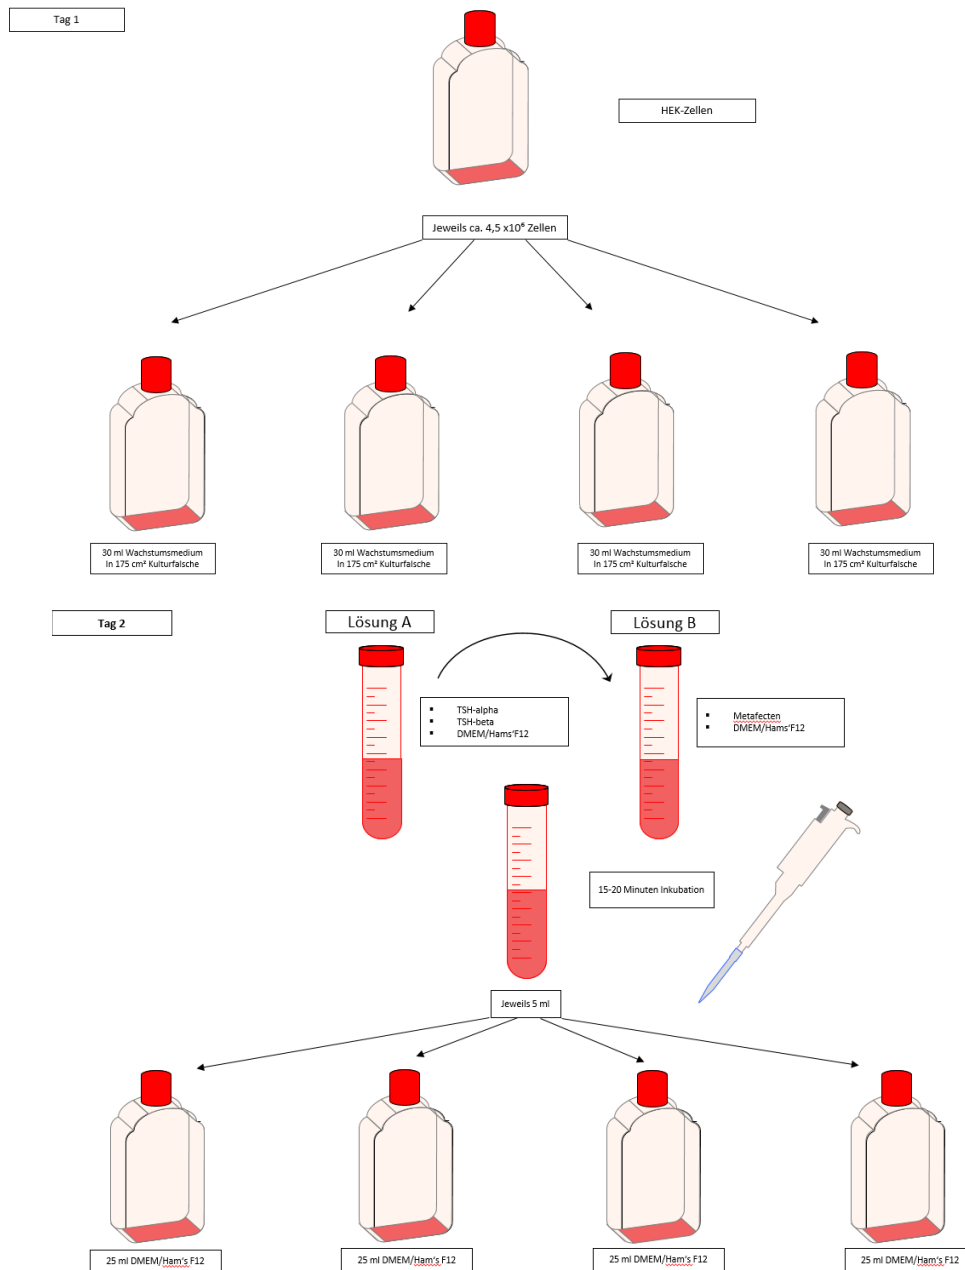 Tag 1
HEK-Zellen
Jeweils ca. 4,5 x10⁶ Zellen
30 ml Wachstumsmedium
In 175 cm² Kulturfalsche
30 ml Wachstumsmedium
In 175 cm² Kulturfalsche
30 ml Wachstumsmedium
In 175 cm² Kulturfalsche
30 ml Wachstumsmedium
In 175 cm² Kulturfalsche
Tag 2
Lösung A
Lösung B
▪ TSH-alpha
▪ TSH-beta
▪ DMEM/Hams'F12
▪ Metafecten
▪ DMEM/Hams'F12
15-20 Minuten Inkubation
Jeweils 5 ml
25 ml DMEM/Ham's F12
25 ml DMEM/Ham's F12
25 ml DMEM/Ham's F12
25 ml DMEM/Ham's F12